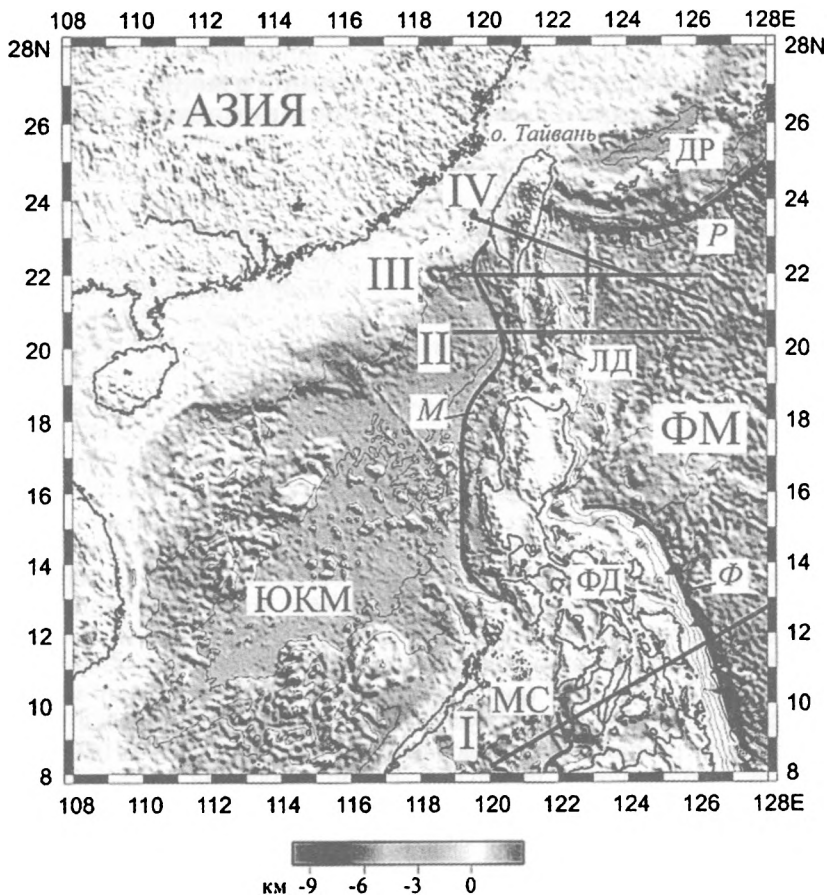 108 110 112 114 116 118 120 122 124 126 128E
28N 28N
26 26
24 24
22 22
20 20
18 18
16 16
14 14
12 12
10 10
8 8
АЗИЯ
о. Тайвань
ДР
IV
Р
III
II
ЛД
М
ФМ
ЮКМ
ФД
Ф
МС
I
108 110 112 114 116 118 120 122 124 126 128E
км -9 -6 -3 0